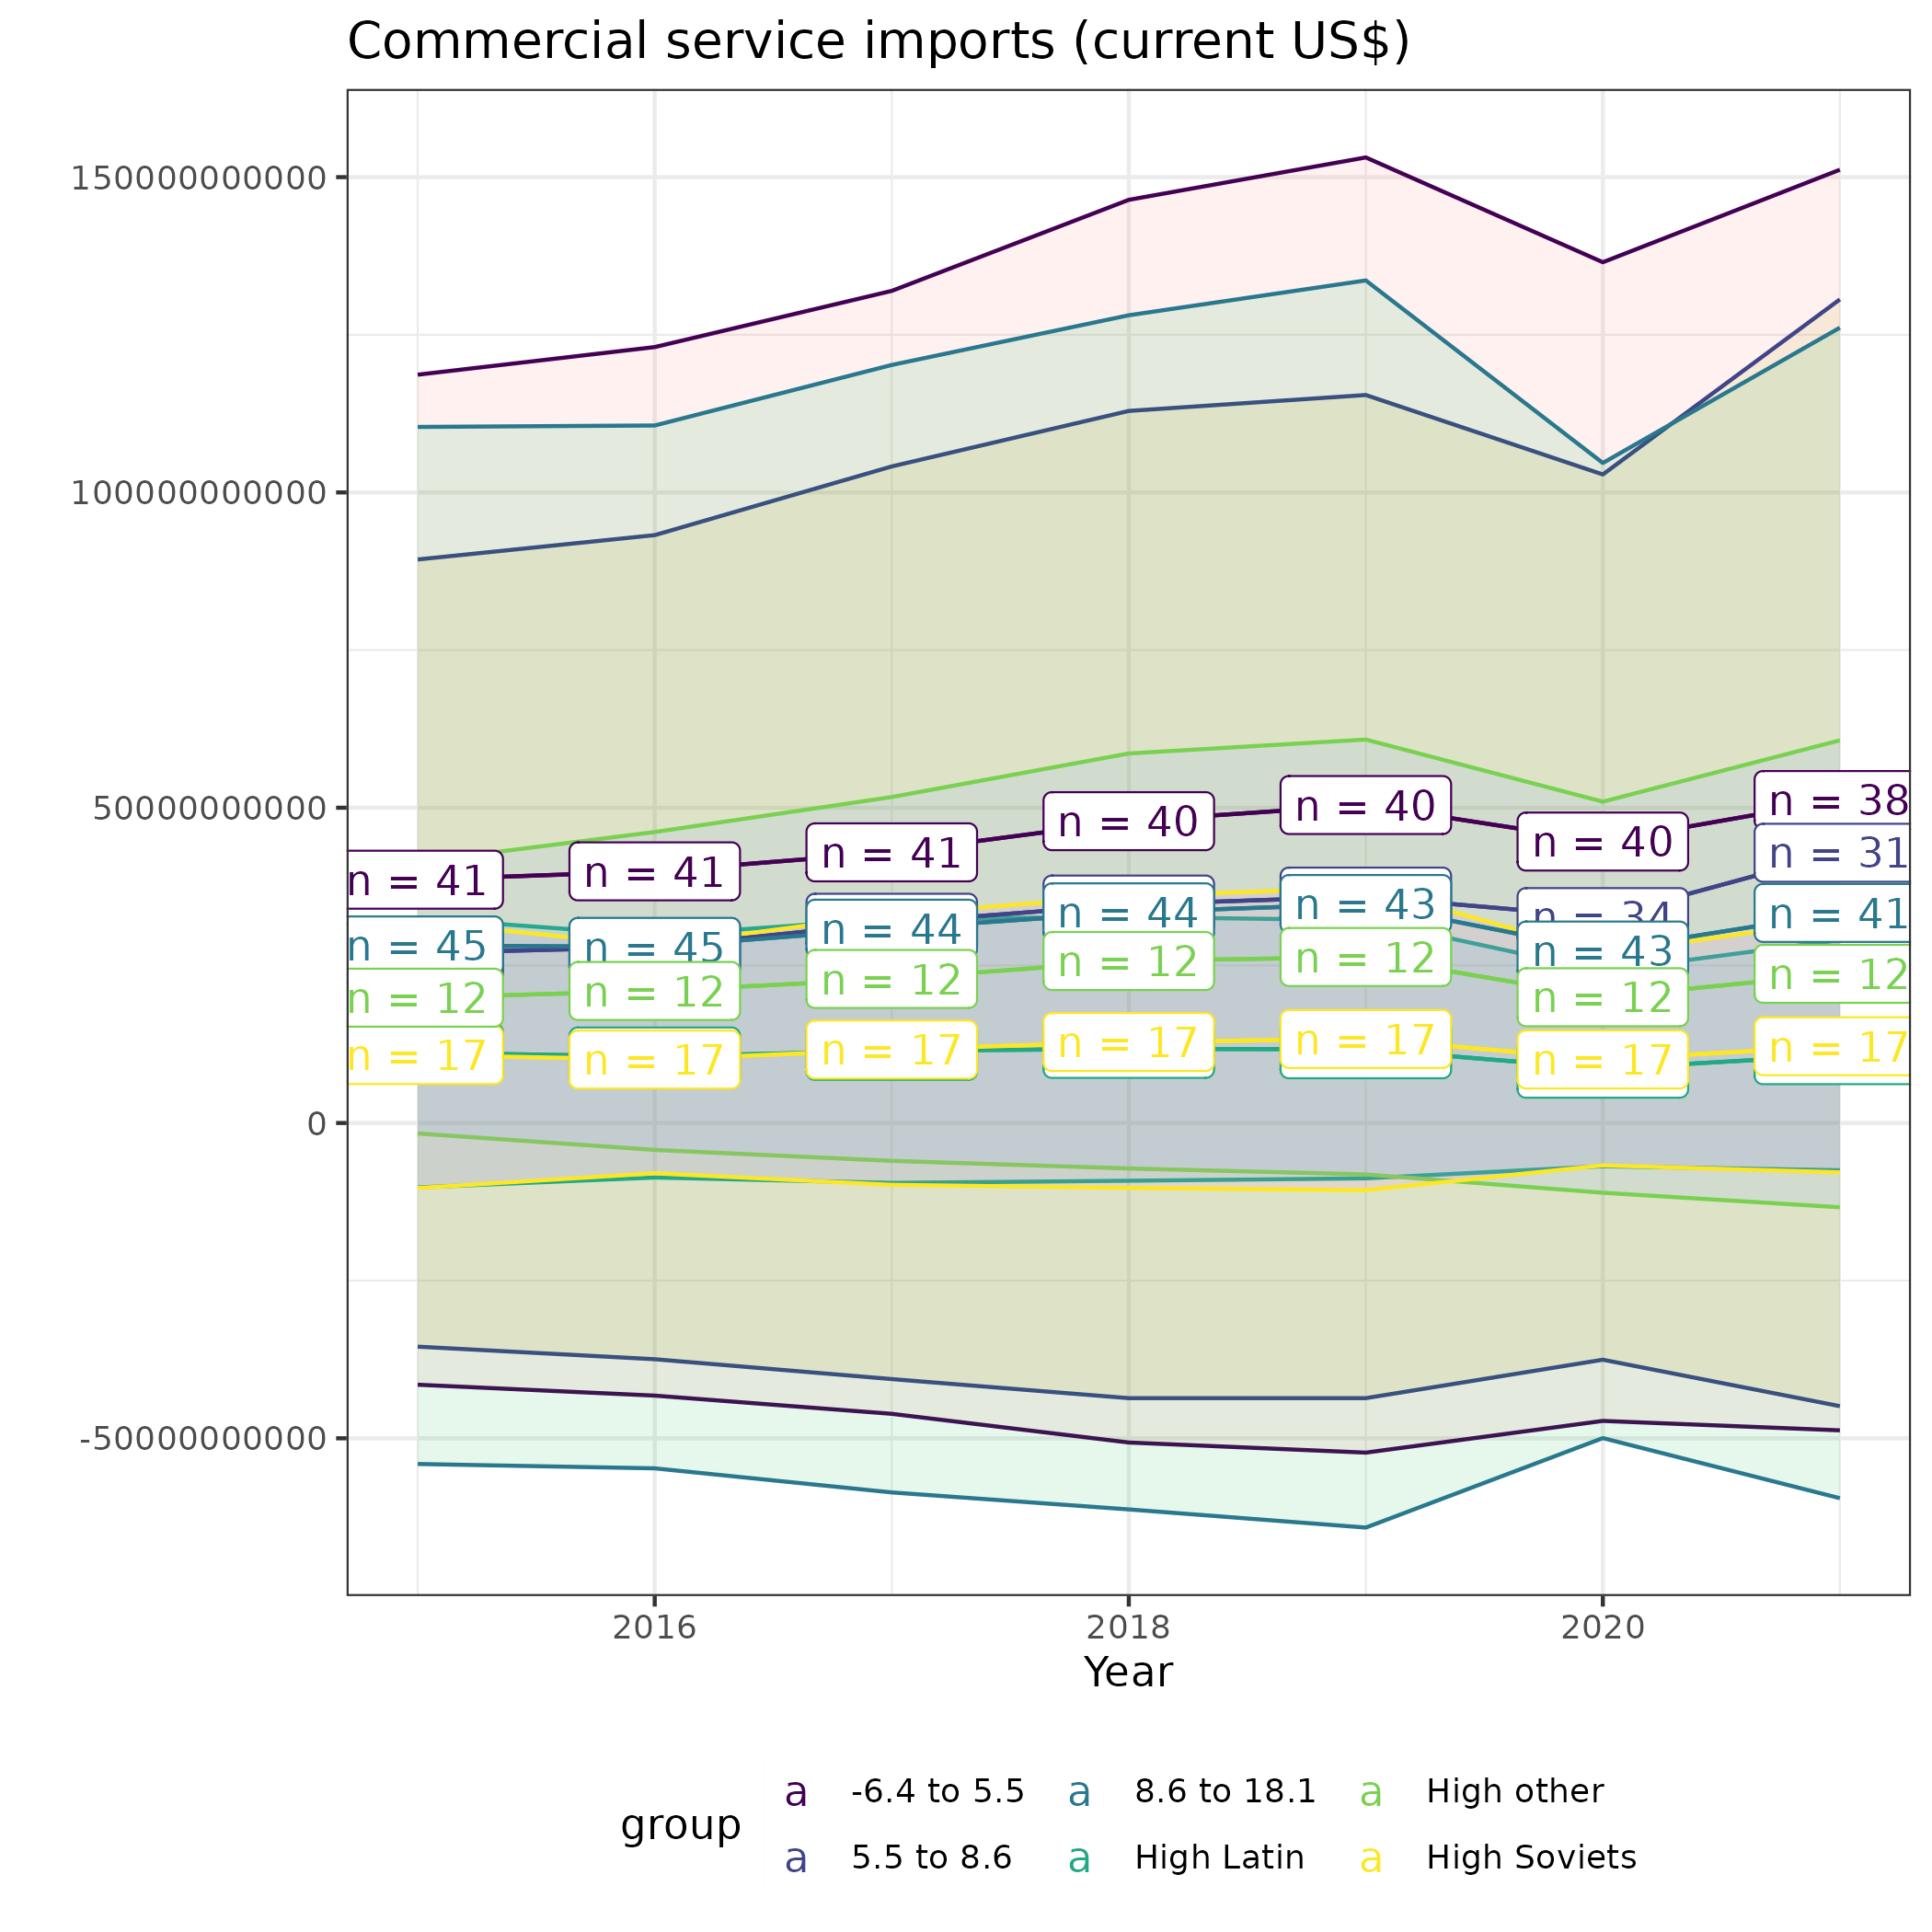 Commercial service imports (current US$)
150000000000
100000000000
50000000000
0
-50000000000
n = 41
n = 41
n = 41
n = 40
n = 40
n = 40
n = 38
n = 31
n = 34
n = 45
n = 45
n = 44
n = 44
n = 43
n = 43
n = 41
n = 12
n = 12
n = 12
n = 12
n = 12
n = 12
n = 12
n = 17
n = 17
n = 17
n = 17
n = 17
n = 17
n = 17
2016 2018 2020
Year
group
a -6.4 to 5.5 a 8.6 to 18.1 a High other
a 5.5 to 8.6 a High Latin a High Soviets